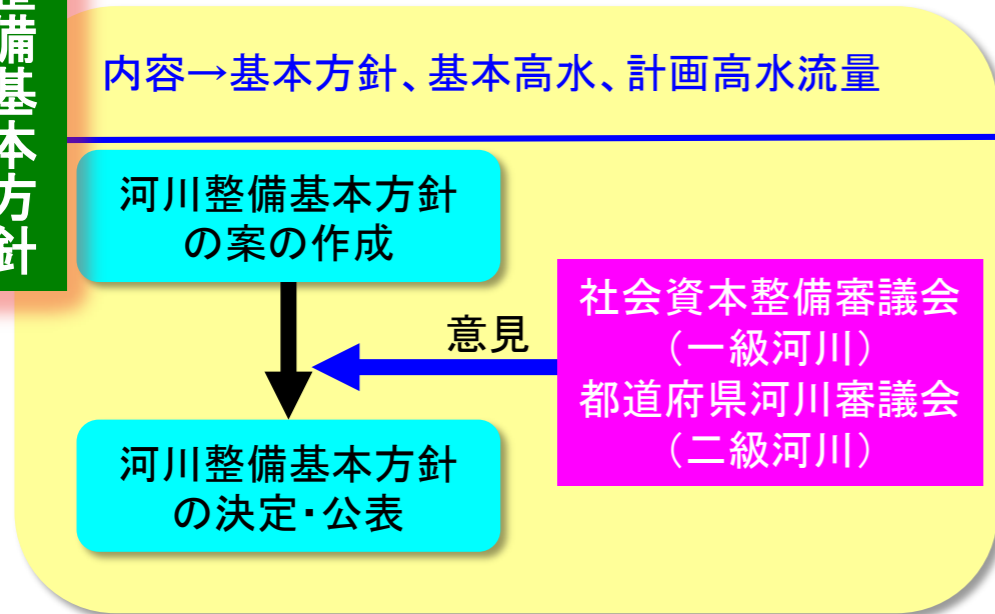 整備基本方針
内容→基本方針、基本高水、計画高水流量
河川整備基本方針
の案の作成
意見
社会資本整備審議会
（一級河川）
都道府県河川審議会
（二級河川）
河川整備基本方針
の決定・公表